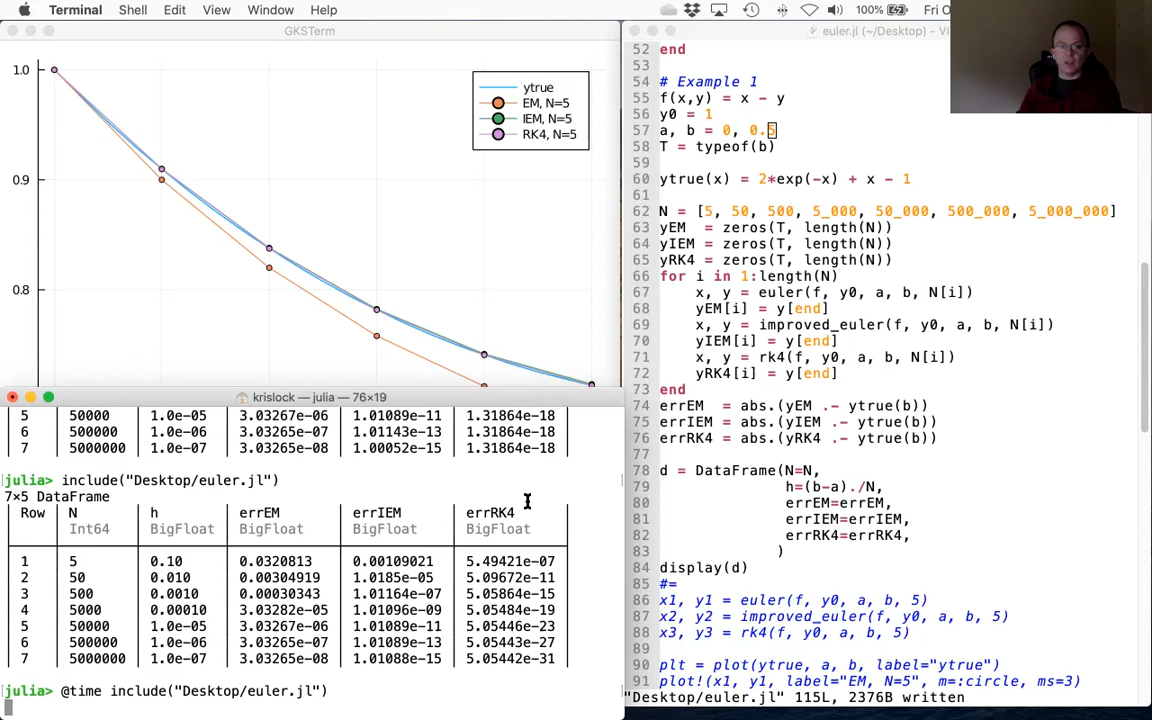 Terminal Shell Edit View Window Help 100% Fri O
GKSTerm
1.0
0.9
0.8
ytrue
EM, N=5
IEM, N=5
RK4, N=5
krislock — julia — 76×19
5 50000 1.0e-05 3.03267e-06 1.01089e-11 1.31864e-18
6 500000 1.0e-06 3.03267e-07 1.01143e-13 1.31864e-18
7 5000000 1.0e-07 3.03268e-08 1.00052e-15 1.31864e-18
julia> include("Desktop/euler.jl")
7×5 DataFrame
Row N h errEM errIEM errRK4
Int64 BigFloat BigFloat BigFloat BigFloat
1 5 0.10 0.0320813 0.00109021 5.49421e-07
2 50 0.010 0.00304919 1.0185e-05 5.09672e-11
3 500 0.0010 0.00030343 1.01164e-07 5.05864e-15
4 5000 0.00010 3.03282e-05 1.01096e-09 5.05484e-19
5 50000 1.0e-05 3.03267e-06 1.01089e-11 5.05446e-23
6 500000 1.0e-06 3.03265e-07 1.01089e-13 5.05443e-27
7 5000000 1.0e-07 3.03265e-08 1.01088e-15 5.05442e-31
julia> @time include("Desktop/euler.jl")
euler.jl (~/Desktop) - VI
52 end
53
54 # Example 1
55 f(x,y) = x - y
56 y0 = 1
57 a, b = 0, 0.5
58 T = typeof(b)
59
60 ytrue(x) = 2*exp(-x) + x - 1
61
62 N = [5, 50, 500, 5_000, 50_000, 500_000, 5_000_000]
63 yEM  = zeros(T, length(N))
64 yIEM = zeros(T, length(N))
65 yRK4 = zeros(T, length(N))
66 for i in 1:length(N)
67     x, y = euler(f, y0, a, b, N[i])
68     yEM[i] = y[end]
69     x, y = improved_euler(f, y0, a, b, N[i])
70     yIEM[i] = y[end]
71     x, y = rk4(f, y0, a, b, N[i])
72     yRK4[i] = y[end]
73 end
74 errEM = abs.(yEM .- ytrue(b))
75 errIEM = abs.(yIEM .- ytrue(b))
76 errRK4 = abs.(yRK4 .- ytrue(b))
77
78 d = DataFrame(N=N,
79               h=(b-a)./N,
80               errEM=errEM,
81               errIEM=errIEM,
82               errRK4=errRK4,
83              )
84 display(d)
85 #=
86 x1, y1 = euler(f, y0, a, b, 5)
87 x2, y2 = improved_euler(f, y0, a, b, 5)
88 x3, y3 = rk4(f, y0, a, b, 5)
89
90 plt = plot(ytrue, a, b, label="ytrue")
91 plot!(x1, y1, label="EM, N=5", m=:circle, ms=3)
"Desktop/euler.jl" 115L, 2376B written